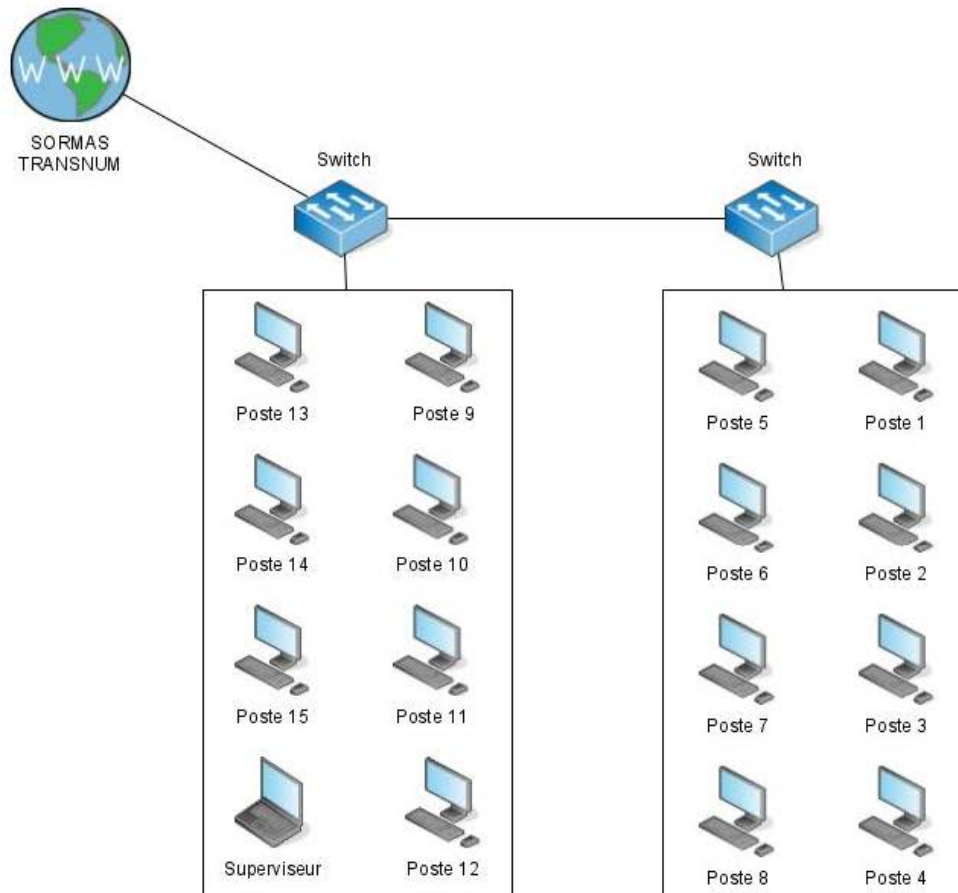 W W W
SORMAS
TRANSNUM
Switch
Switch
Poste 13
Poste 9
Poste 14
Poste 10
Poste 15
Poste 11
Superviseur
Poste 12
Poste 5
Poste 1
Poste 6
Poste 2
Poste 7
Poste 3
Poste 8
Poste 4